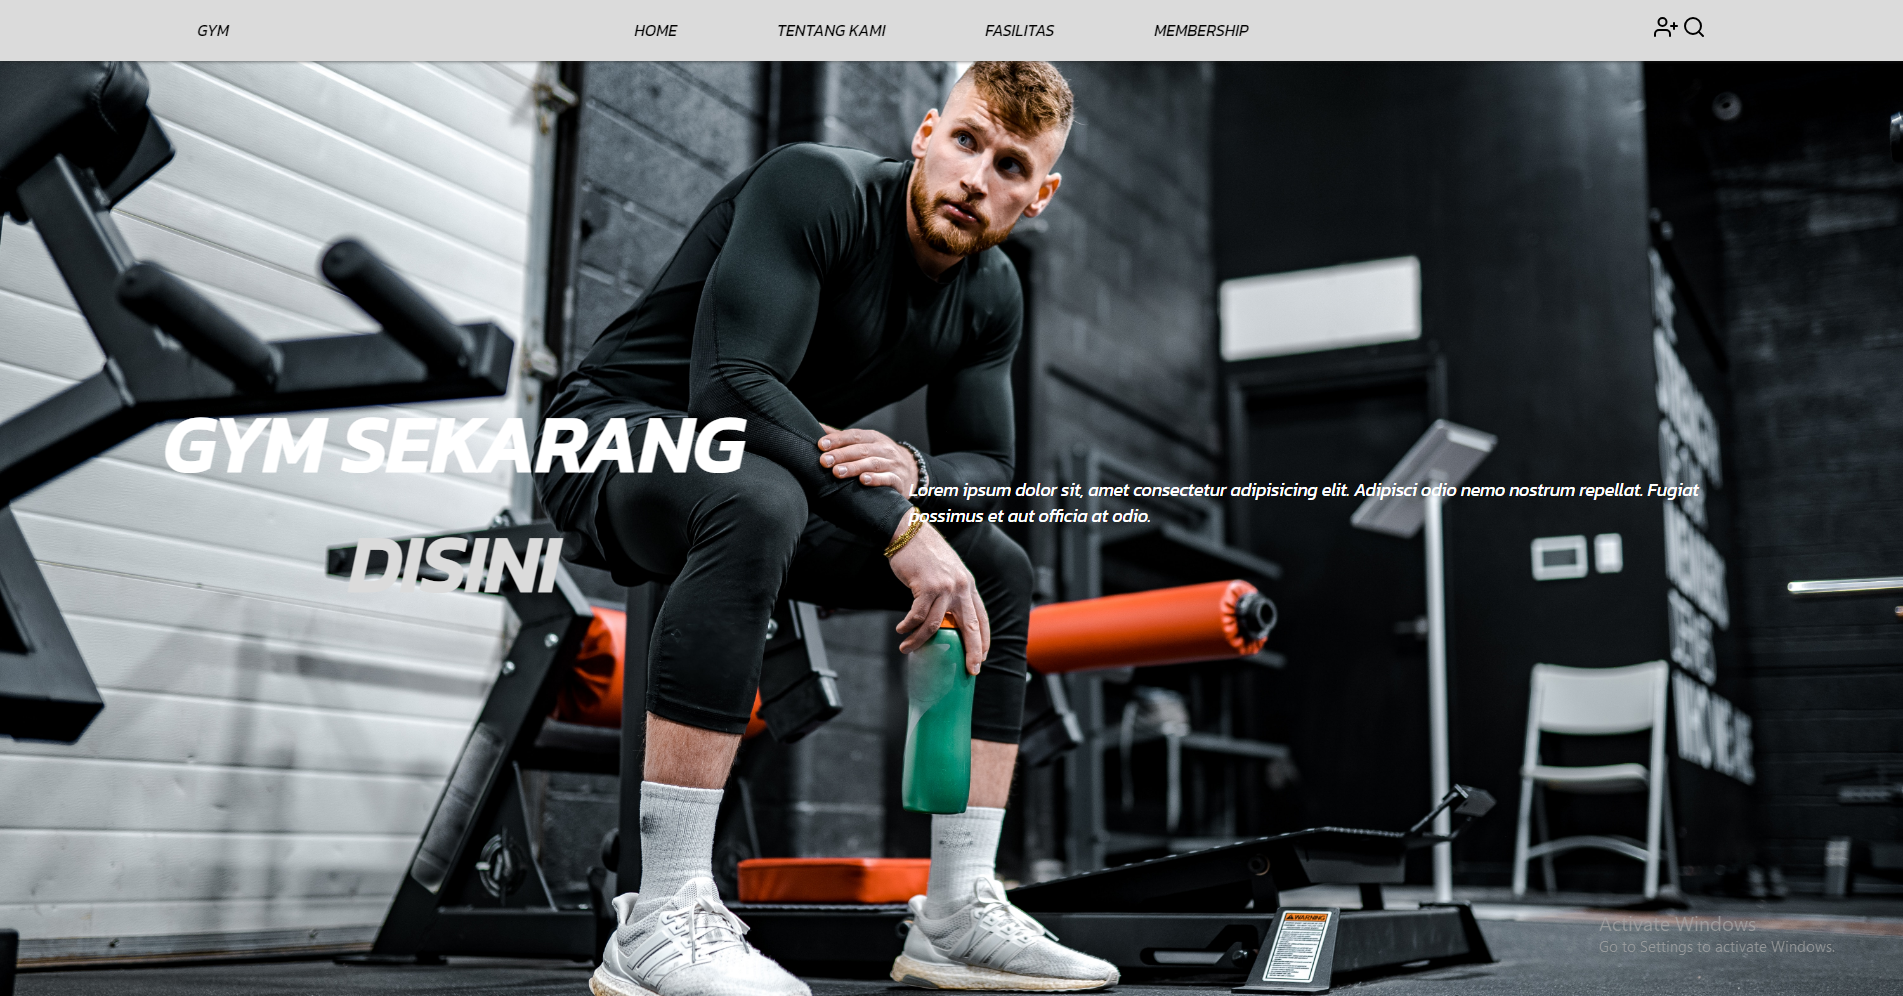 GYM
HOME
TENTANG KAMI
FASILITAS
MEMBERSHIP
GYM SEKARANG
DISINI
Lorem ipsum dolor sit, amet consectetur adipisicing elit. Adipisci odio nemo nostrum repellat. Fugiat
possimus et aut officia at odio.
WARNING
Activate Windows
Go to Settings to activate Windows.